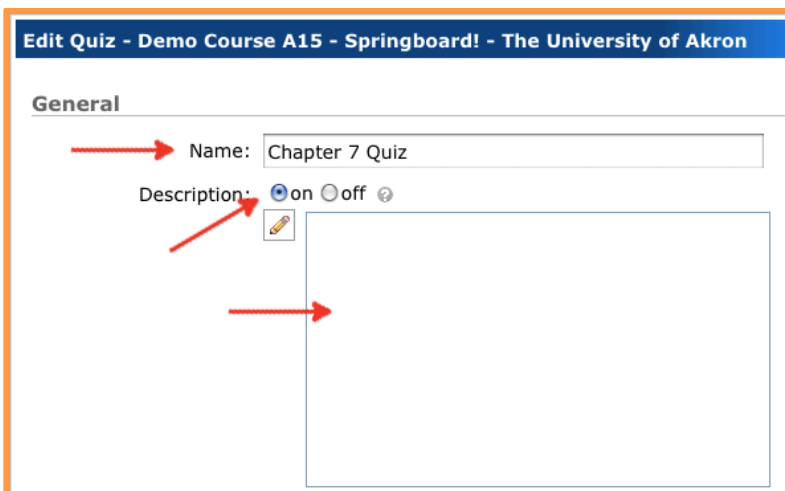 Edit Quiz - Demo Course A15 - Springboard! - The University of Akron
General
Name: Chapter 7 Quiz
Description: on off ?